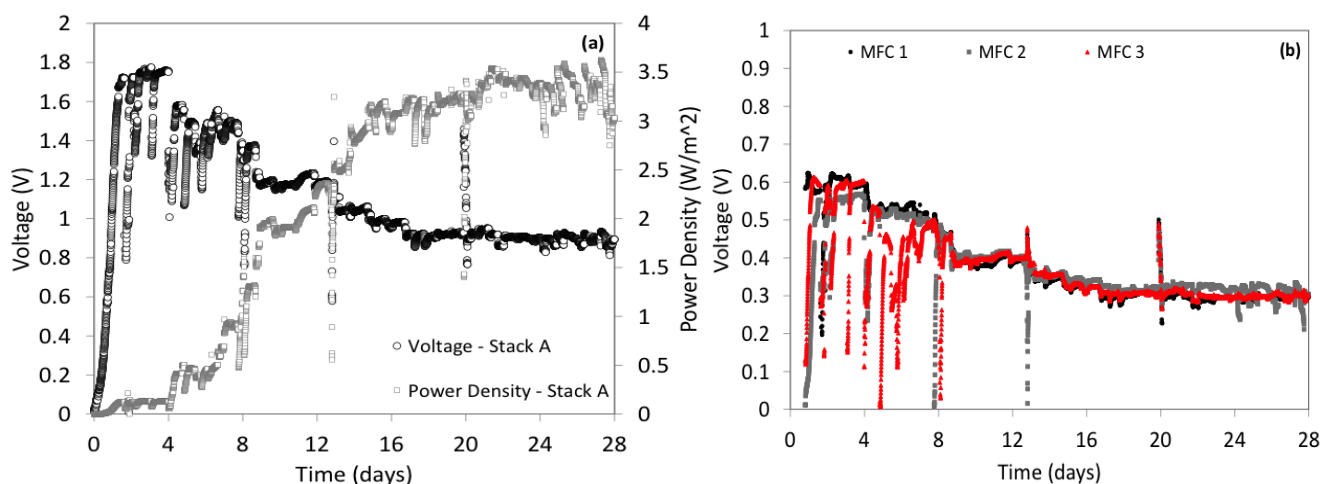 (a)
Voltage (V)
2
1.8
1.6
1.4
1.2
1
0.8
0.6
0.4
0.2
0
4
3.5
3
2.5
2
1.5
1
0.5
0
Power Density (W/m^2)
Voltage - Stack A
Power Density - Stack A
0 4 8 12 16 20 24 28
Time (days)
(b)
MFC 1 MFC 2 MFC 3
Voltage (V)
1
0.9
0.8
0.7
0.6
0.5
0.4
0.3
0.2
0.1
0
0 4 8 12 16 20 24 28
Time (days)